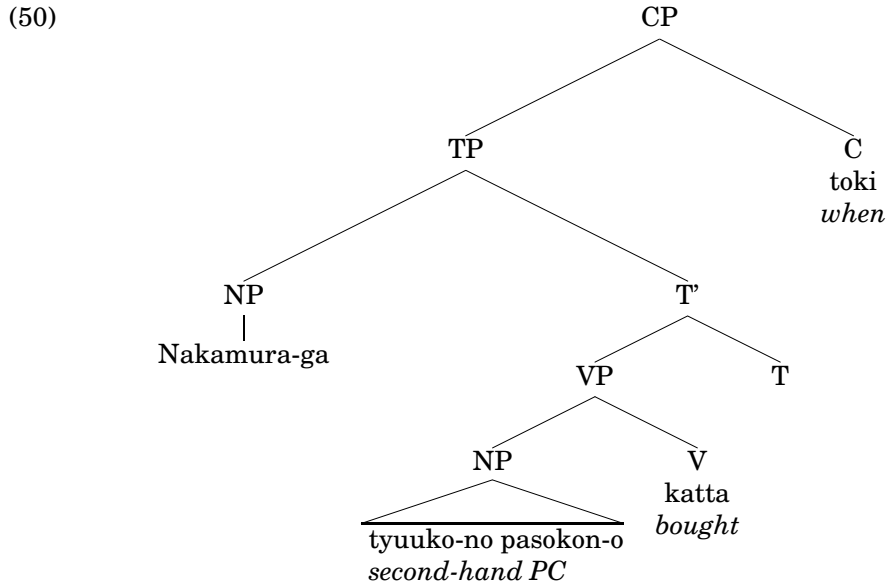 (50)
CP
TP
C
toki
when
NP
T’
Nakamura-ga
VP
T
NP
V
katta
bought
tyuuko-no pasokon-o
second-hand PC